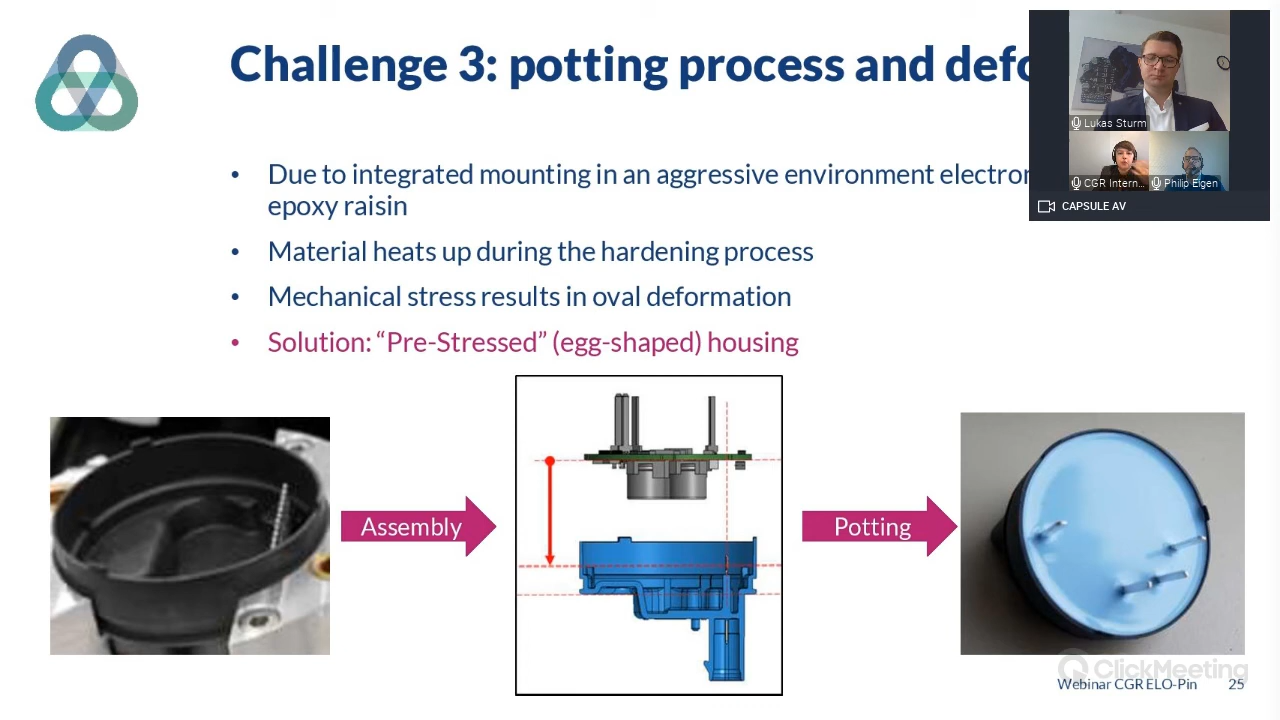 Challenge 3: potting process and defo
Lukas Sturm
CGR Intern...
Philip Elgen
CAPSULE AV
• Due to integrated mounting in an aggressive environment electron
epoxy raisin
• Material heats up during the hardening process
• Mechanical stress results in oval deformation
• Solution: “Pre-Stressed” (egg-shaped) housing
Assembly
Potting
ClickMeeting
Webinar CGR ELO-Pin 25